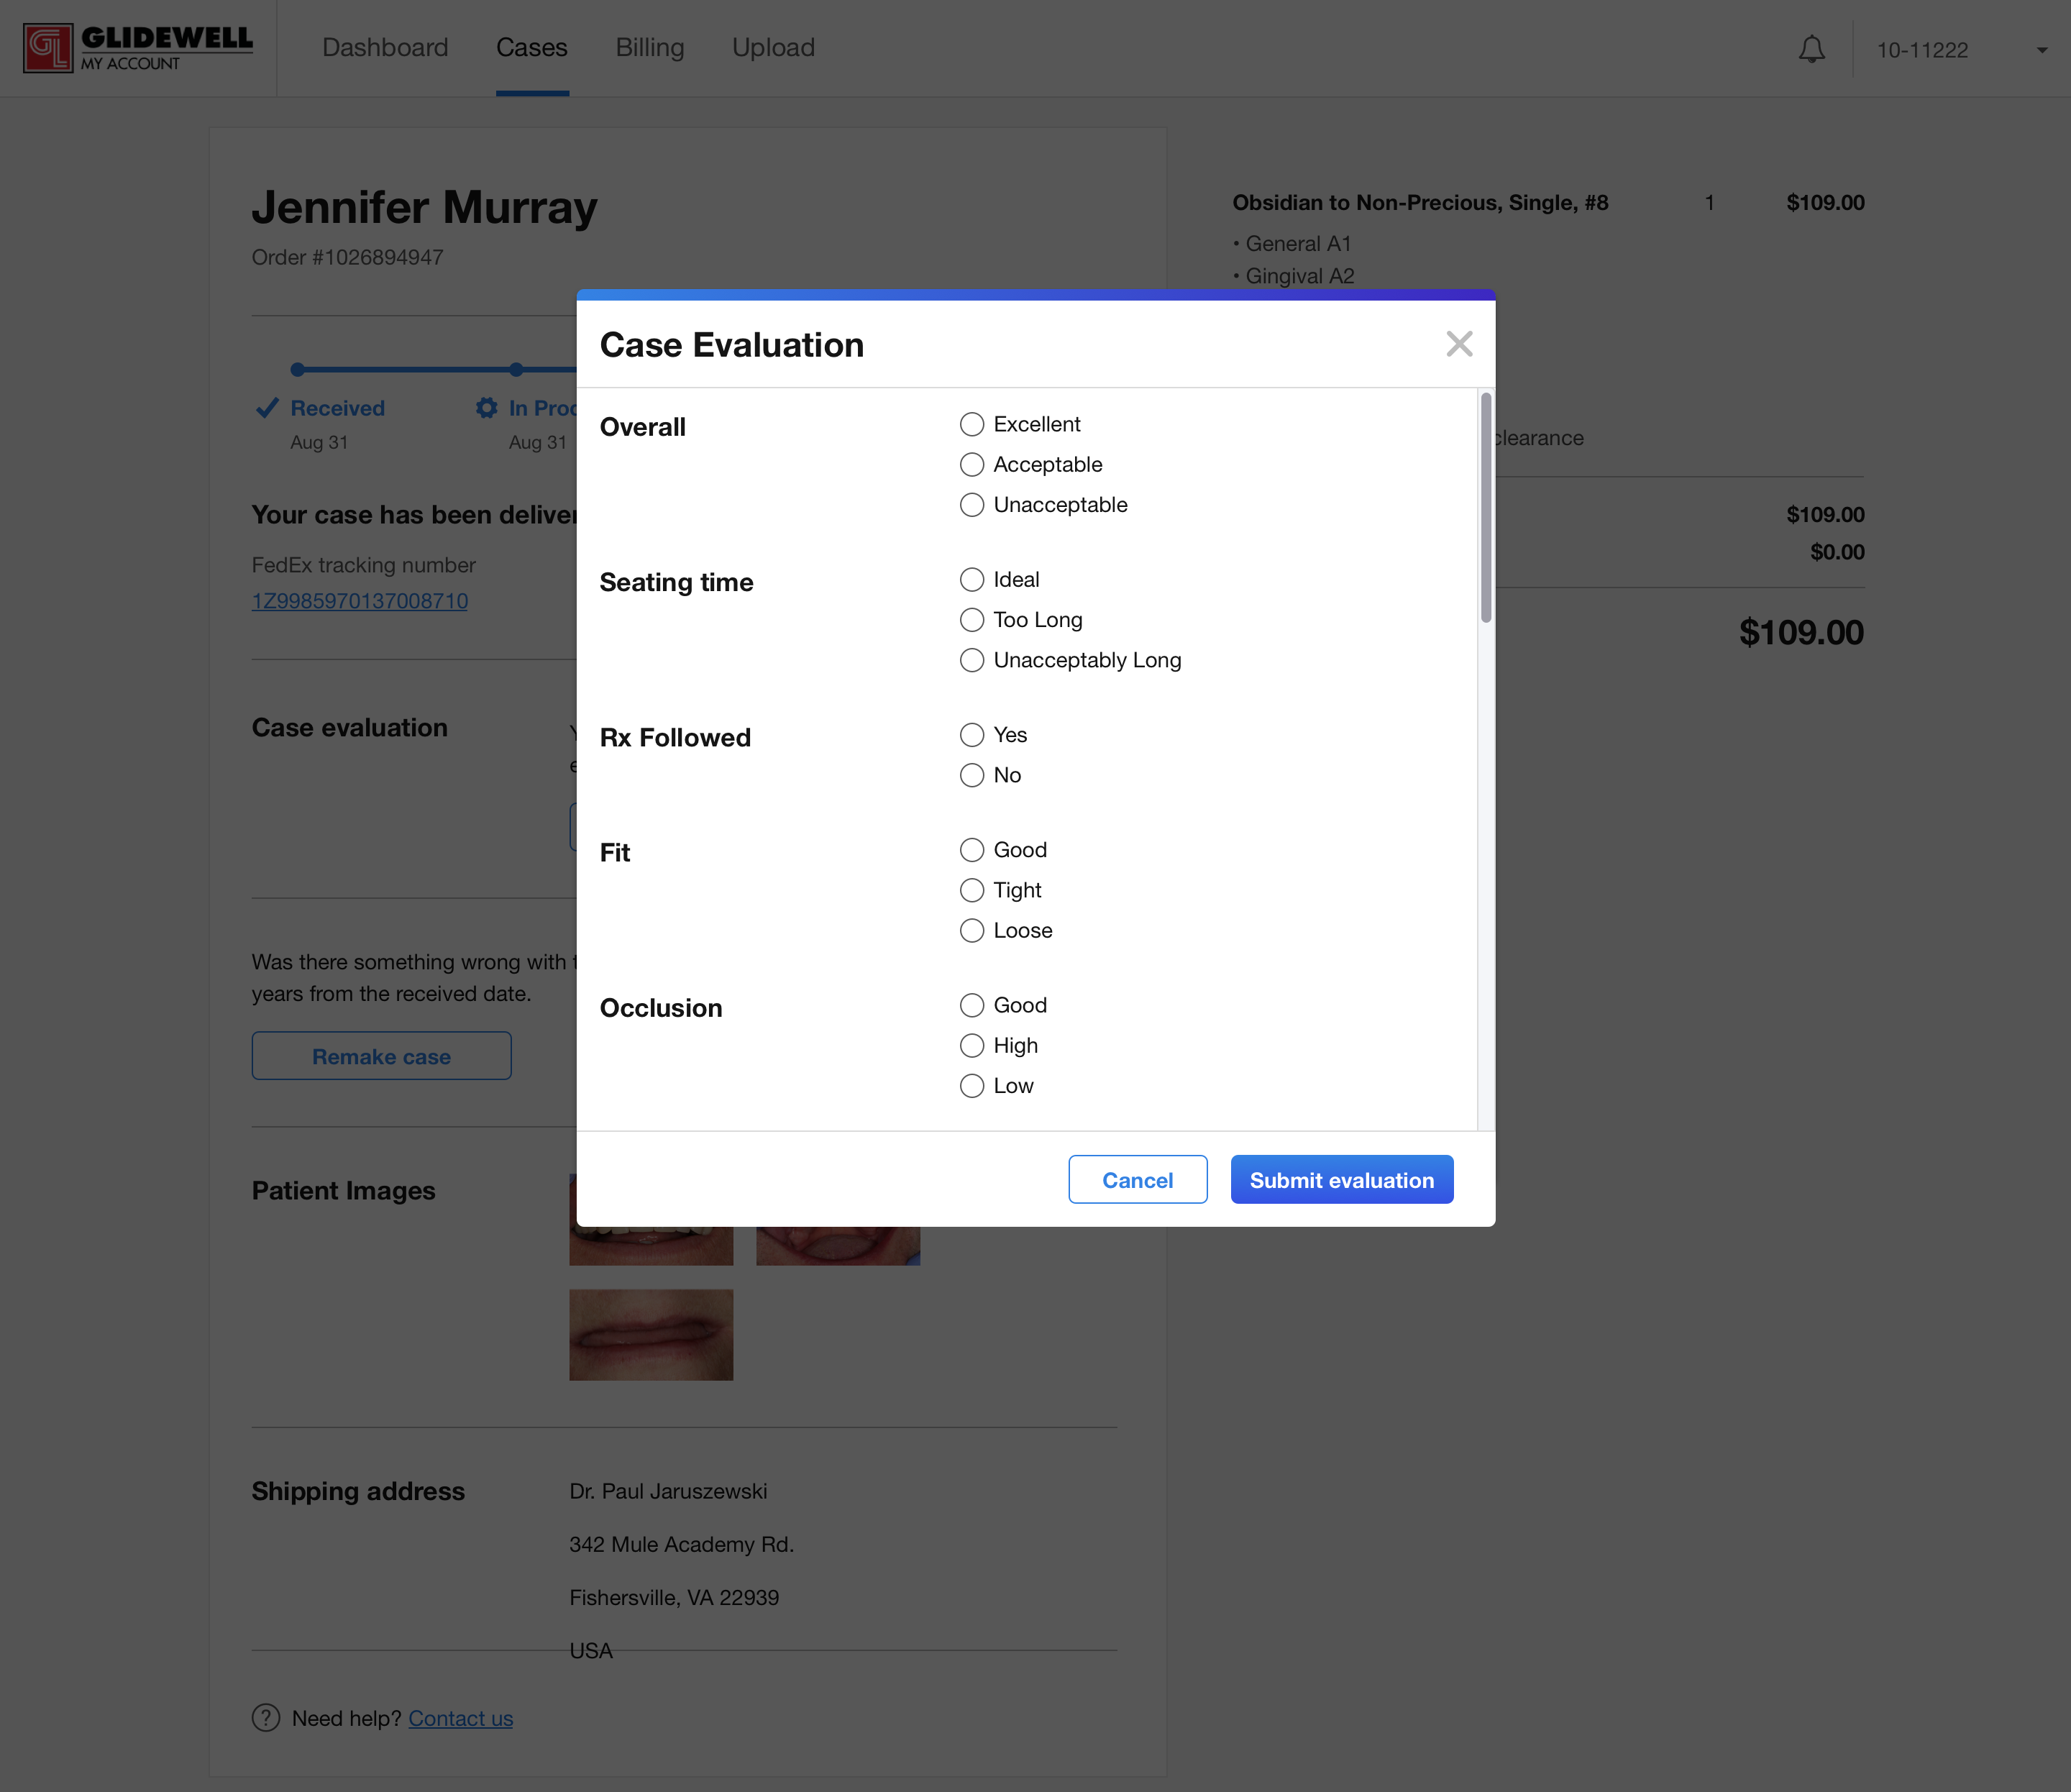 GLIDEWELL
MY ACCOUNT
Dashboard
Cases
Billing
Upload
10-11222
Jennifer Murray
Order #1026894947
Received
Aug 31
In Proc
Aug 31
Your case has been deliver
FedEx tracking number
1Z9985970137008710
Case evaluation
Was there something wrong with
years from the received date.
Remake case
Patient Images
Shipping address
Dr. Paul Jaruszewski
342 Mule Academy Rd.
Fishersville, VA 22939
USA
Need help? Contact us
Obsidian to Non-Precious, Single, #8 1 $109.00
• General A1
• Gingival A2
clearance
$109.00
$0.00
$109.00
Case Evaluation
Overall
Excellent
Acceptable
Unacceptable
Seating time
Ideal
Too Long
Unacceptably Long
Rx Followed
Yes
No
Fit
Good
Tight
Loose
Occlusion
Good
High
Low
Cancel
Submit evaluation